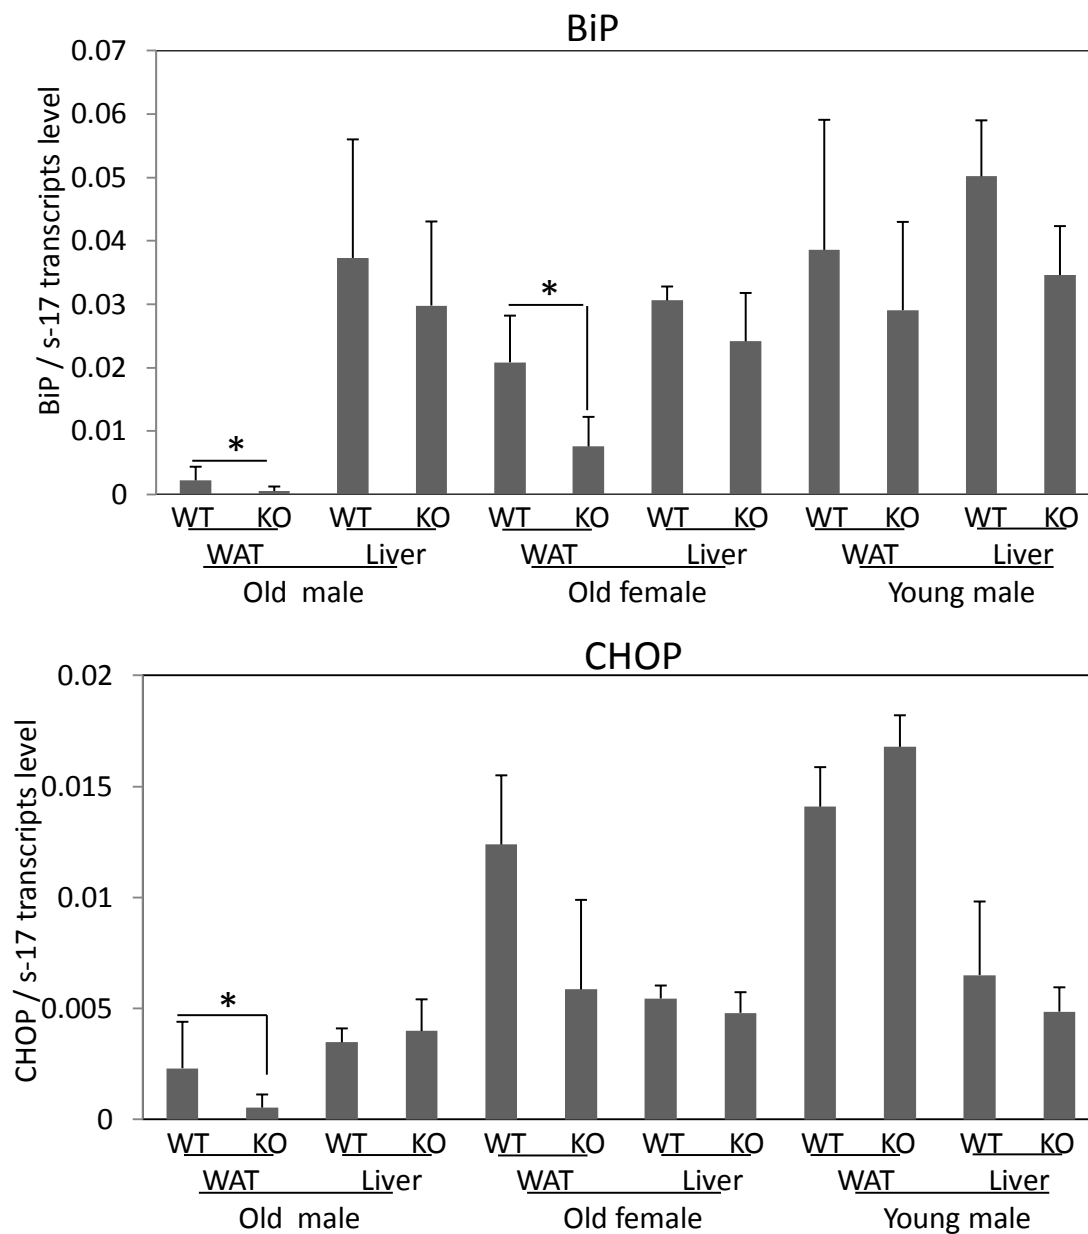 BiP
BiP / s-17 transcripts level
0.07
0.06
0.05
0.04
0.03
0.02
0.01
0
*
*
WT KO WT KO WT KO WT KO WT KO WT KO
WAT Liver WAT Liver WAT Liver
Old male Old female Young male
CHOP
CHOP / s-17 transcripts level
0.02
0.015
0.01
0.005
0
*
WT KO WT KO WT KO WT KO WT KO WT KO
WAT Liver WAT Liver WAT Liver
Old male Old female Young male